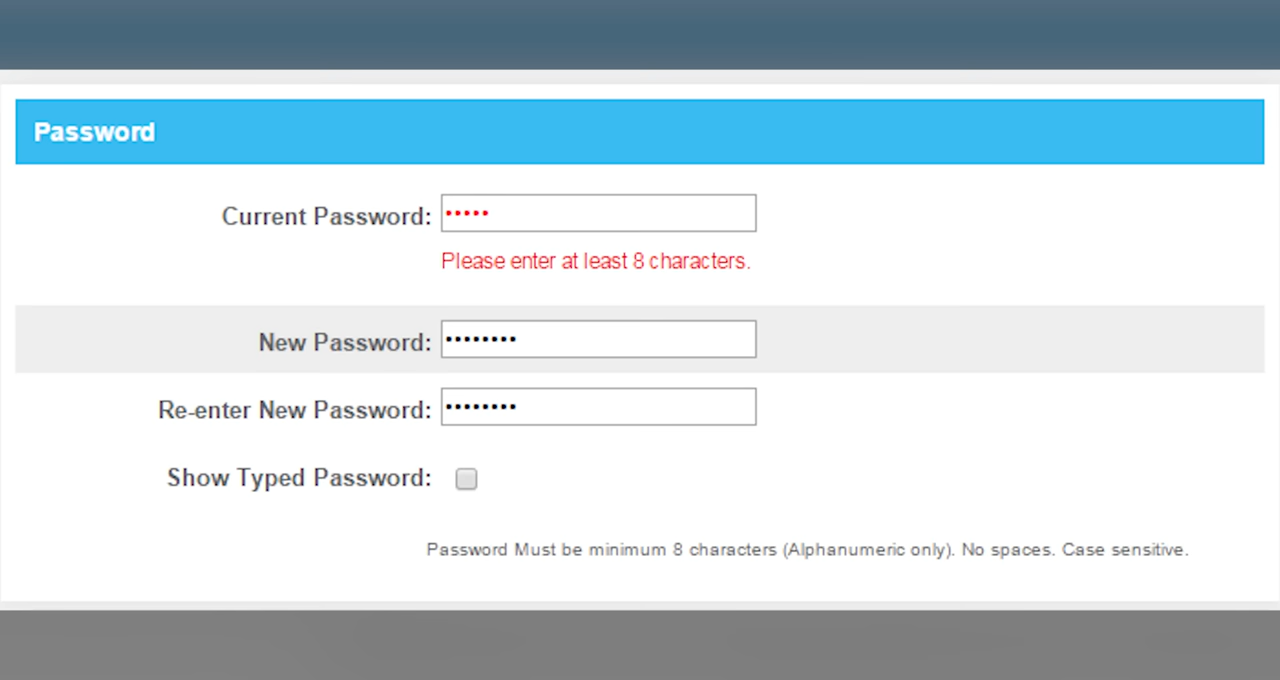 Password
Current Password: •••••
Please enter at least 8 characters.
New Password: ••••••••
Re-enter New Password: ••••••••
Show Typed Password:
Password Must be minimum 8 characters (Alphanumeric only). No spaces. Case sensitive.